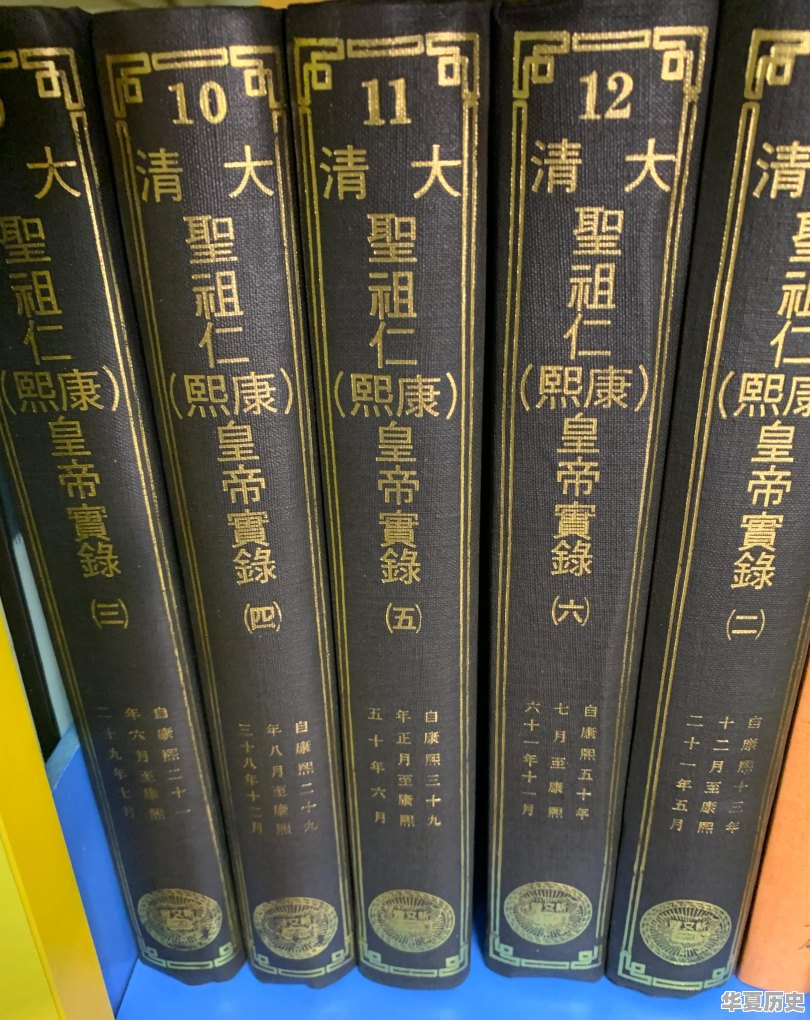 大
聖祖仁(康熙)皇帝實錄(三)
自康熙二十一
年六月至康熙
二十九年七月
10
大清
聖祖仁(康熙)皇帝實錄(四)
自康熙二十九
年八月至康熙
三十八年十二月
11
大清
聖祖仁(康熙)皇帝實錄(五)
自康熙三十九
年正月至康熙
五十年六月
12
大清
聖祖仁(康熙)皇帝實錄(六)
自康熙五十年
七月至康熙
六十一年十一月
清
聖祖仁(康熙)皇帝實錄(二)
自康熙十三年
十二月至康熙
二十一年五月
华夏历史